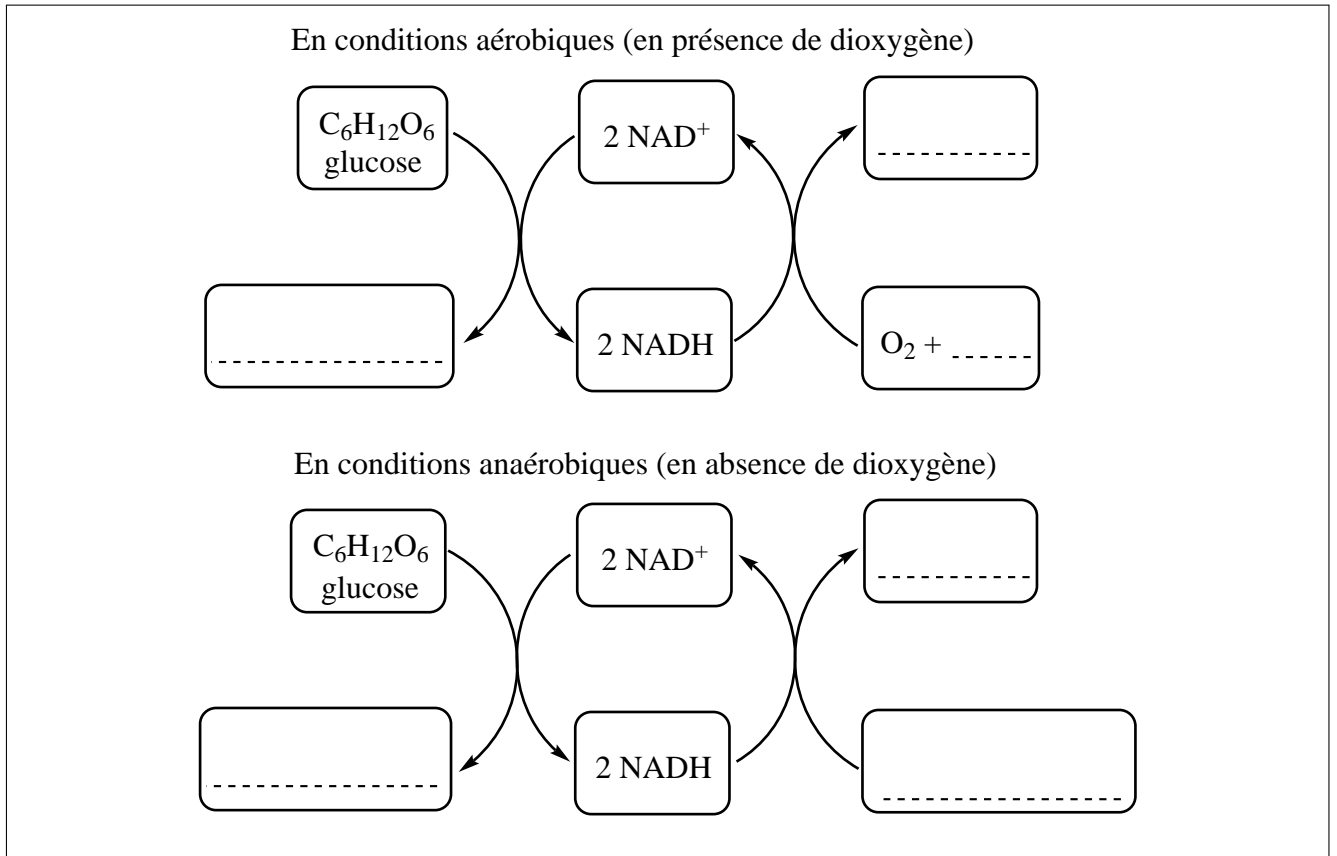 En conditions aérobiques (en présence de dioxygène)
C₆H₁₂O₆
glucose
2 NAD⁺
2 NADH
O₂ +
En conditions anaérobiques (en absence de dioxygène)
C₆H₁₂O₆
glucose
2 NAD⁺
2 NADH